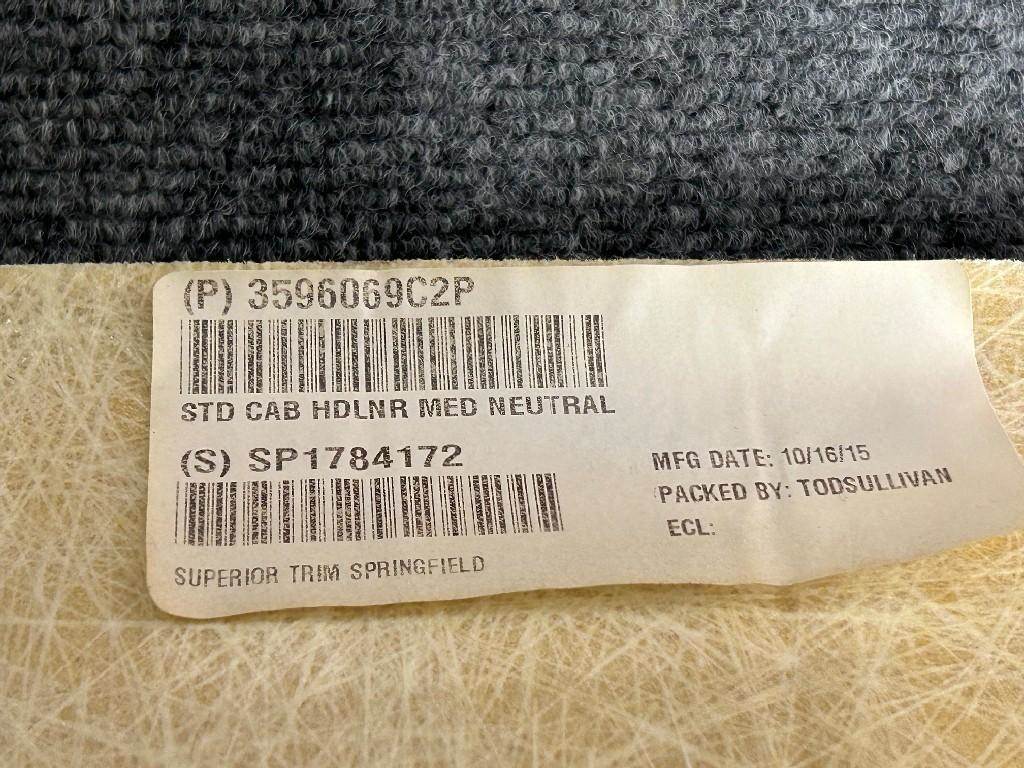 (P) 3596069C2P
STD CAB HDLNR MED NEUTRAL
(S) SP1784172
MFG DATE: 10/16/15
PACKED BY: TODSULLIVAN
ECL:
SUPERIOR TRIM SPRINGFIELD